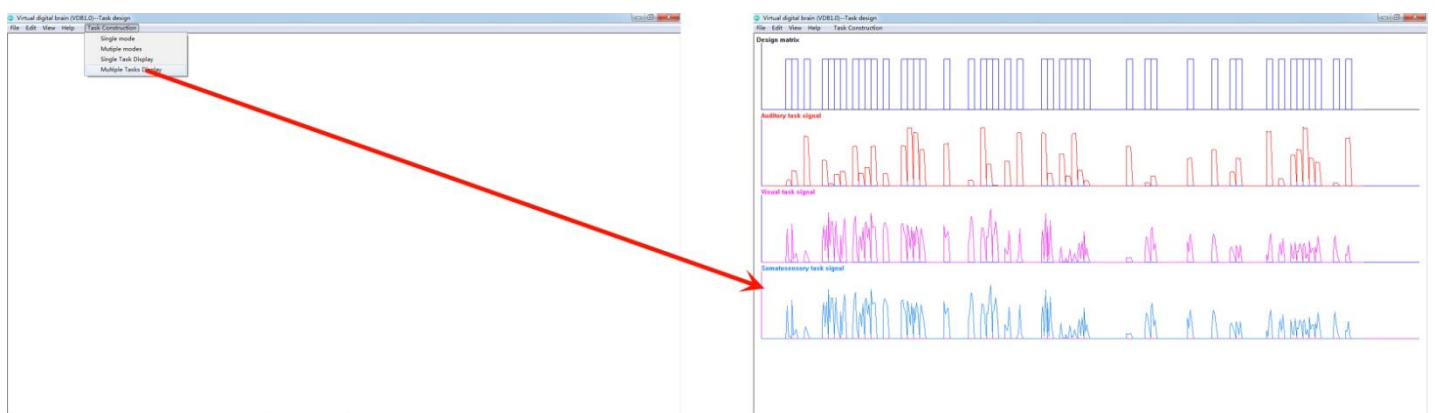 Virtual digital brain (VDB1.0)--Task design
File Edit View Help Task Construction
Single mode
Mutiple modes
Single Task Display
Multiple Tasks Display
Virtual digital brain (VDB1.0)--Task design
File Edit View Help Task Construction
Design matrix
Auditory task signal
Visual task signal
Somatosensory task signal